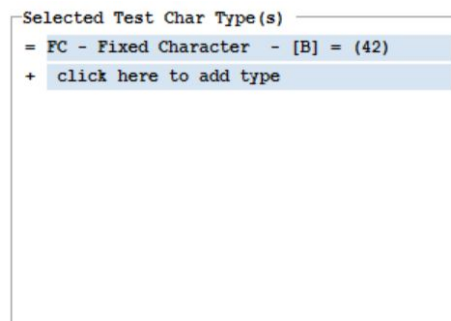 Selected Test Char Type(s)
= FC - Fixed Character - [B] = (42)
+ click here to add type